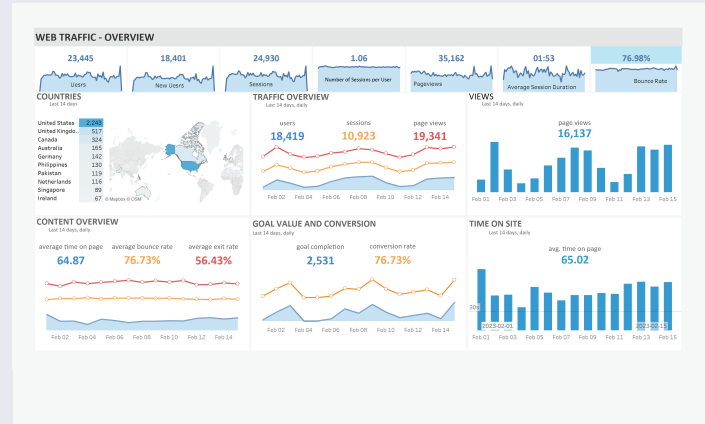 WEB TRAFFIC - OVERVIEW
23,445 18,401 24,930 1.06 35,162 01:53 76.98%
Uesrs New Uesrs Sessions Number of Sessions per User Pageviews Average Session Duration Bounce Rate
COUNTRIES
Last 14 days
United States 2,243
United Kingdo.. 517
Canada 324
Australia 165
Germany 142
Philippines 130
Pakistan 119
Netherlands 116
Singapore 89
Ireland 67
© Mapbox © OSM
TRAFFIC OVERVIEW
Last 14 days, daily
users sessions page views
18,419 10,923 19,341
Feb 02 Feb 04 Feb 06 Feb 08 Feb 10 Feb 12 Feb 14
VIEWS
Last 14 days, daily
page views
16,137
Feb 01 Feb 03 Feb 05 Feb 07 Feb 09 Feb 11 Feb 13 Feb 15
CONTENT OVERVIEW
Last 14 days, daily
average time on page average bounce rate average exit rate
64.87 76.73% 56.43%
Feb 02 Feb 04 Feb 06 Feb 08 Feb 10 Feb 12 Feb 14
GOAL VALUE AND CONVERSION
Last 14 days, daily
goal completion conversion rate
2,531 76.73%
Feb 02 Feb 04 Feb 06 Feb 08 Feb 10 Feb 12 Feb 14
TIME ON SITE
Last 14 days, daily
avg. time on page
65.02
30s
2023-02-01 2023-02-15
Feb 01 Feb 03 Feb 05 Feb 07 Feb 09 Feb 11 Feb 13 Feb 15